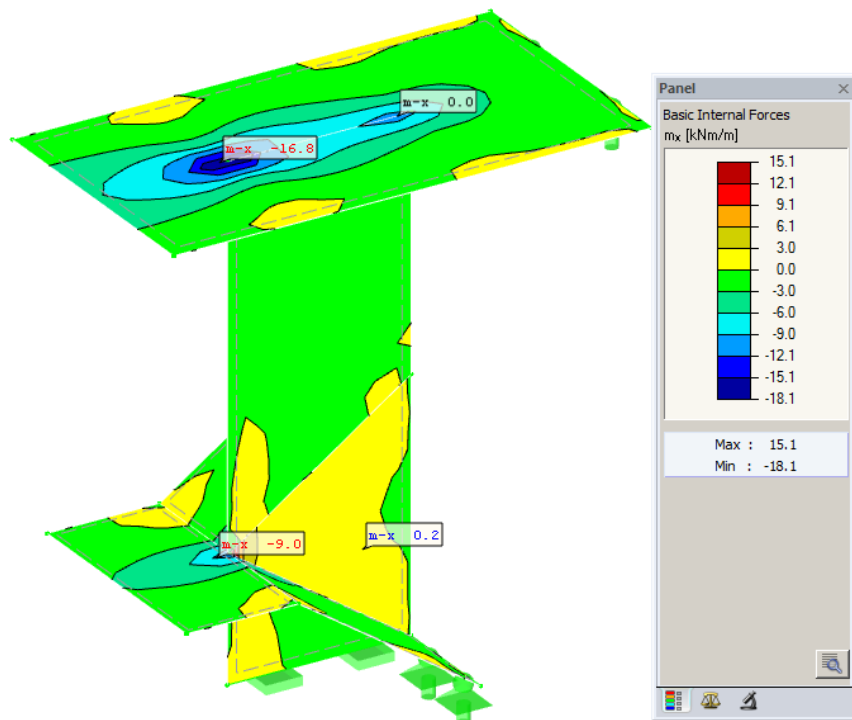 m-x 0.0
m-x -16.8
m-x -9.0
m-x 0.2
Panel
Basic Internal Forces
mx [kNm/m]
15.1
12.1
9.1
6.1
3.0
0.0
-3.0
-6.0
-9.0
-12.1
-15.1
-18.1
Max : 15.1
Min : -18.1